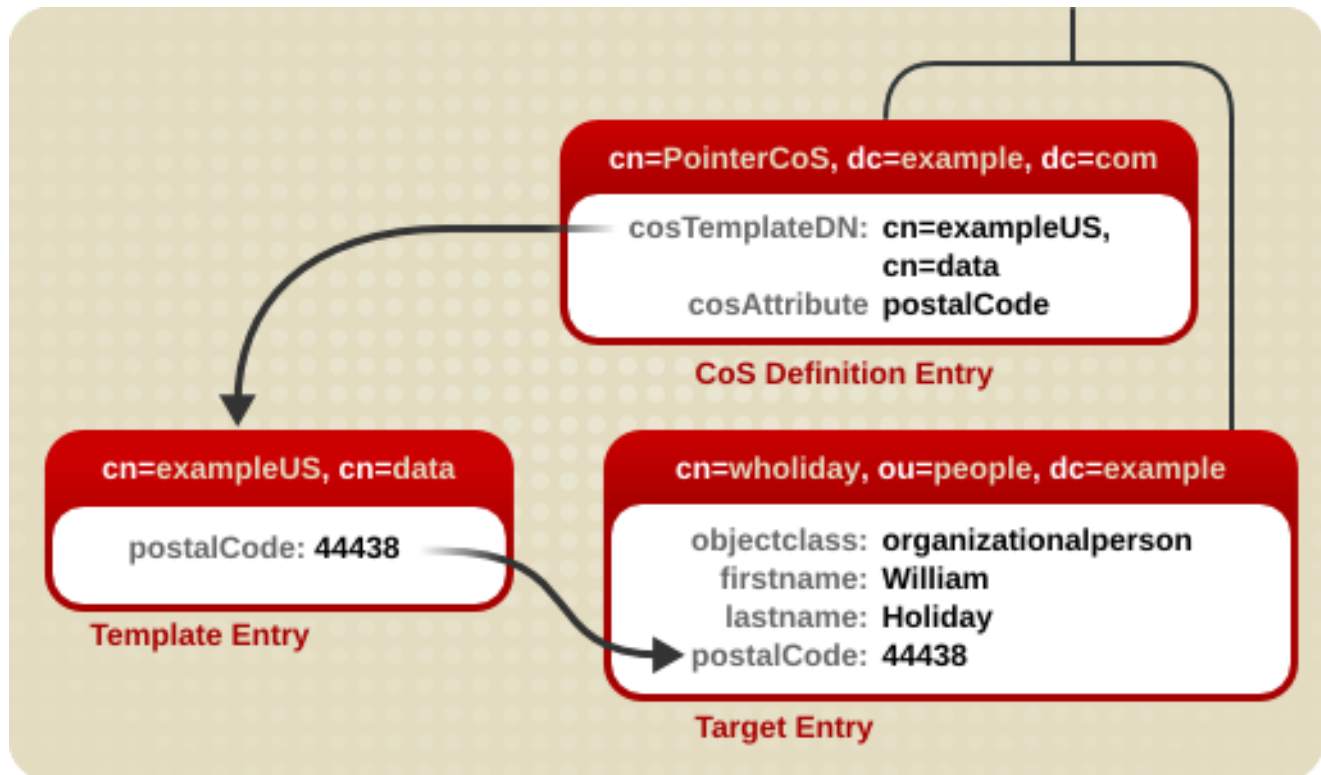 cn=PointerCoS, dc=example, dc=com
cosTemplateDN: cn=exampleUS,
cn=data
cosAttribute postalCode
CoS Definition Entry
cn=exampleUS, cn=data
postalCode: 44438
Template Entry
cn=wholiday, ou=people, dc=example
objectclass: organizationalperson
firstname: William
lastname: Holiday
postalCode: 44438
Target Entry